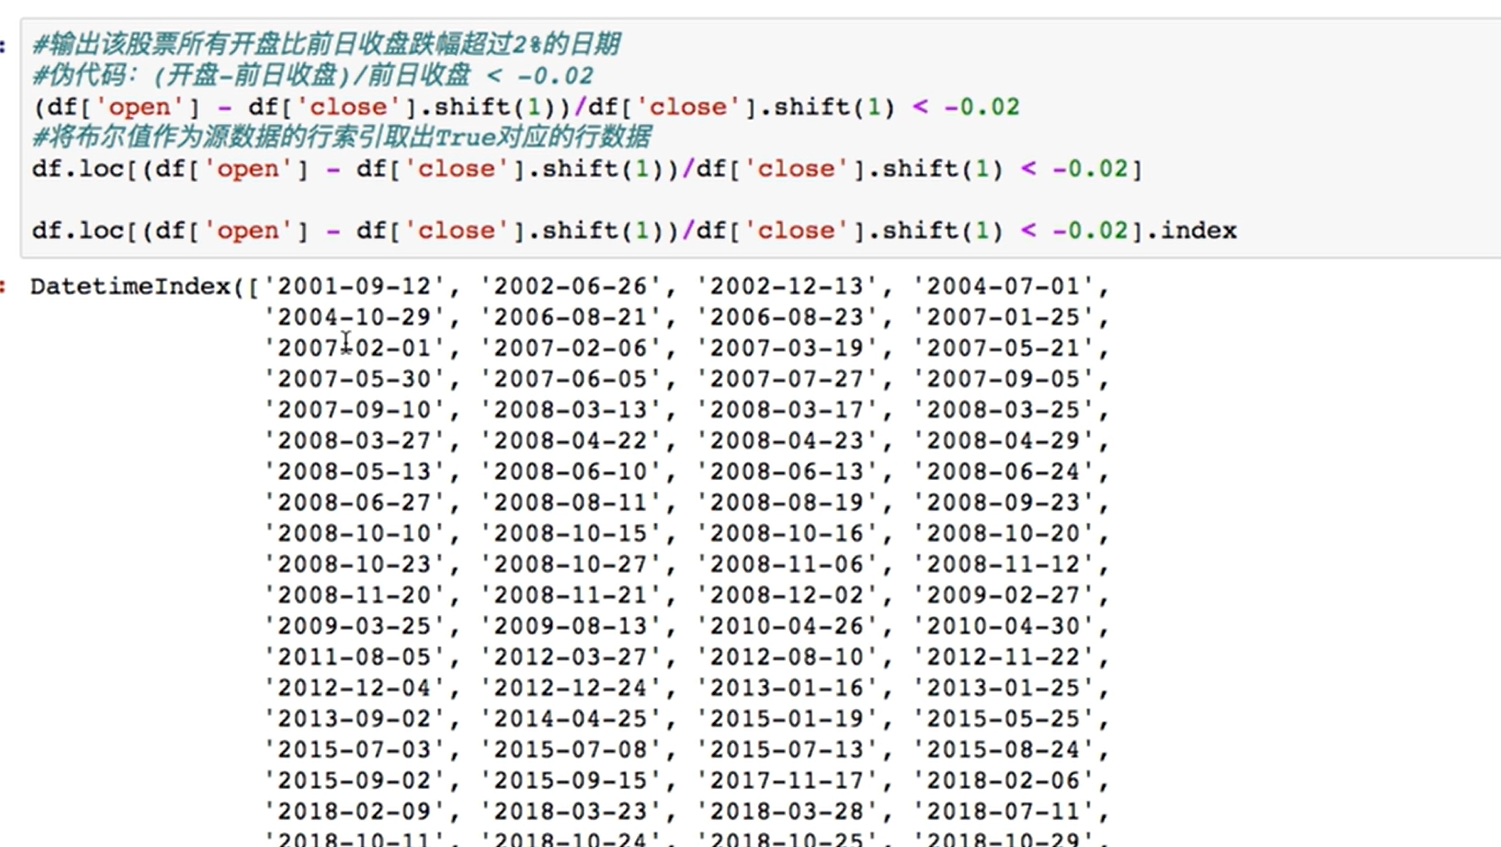 :
#输出该股票所有开盘比前日收盘跌幅超过2%的日期
#伪代码：(开盘-前日收盘)/前日收盘 < -0.02
(df['open'] - df['close'].shift(1))/df['close'].shift(1) < -0.02
#将布尔值作为源数据的行索引取出True对应的行数据
df.loc[(df['open'] - df['close'].shift(1))/df['close'].shift(1) < -0.02]
df.loc[(df['open'] - df['close'].shift(1))/df['close'].shift(1) < -0.02].index
: DatetimeIndex(['2001-09-12', '2002-06-26', '2002-12-13', '2004-07-01',
'2004-10-29', '2006-08-21', '2006-08-23', '2007-01-25',
'2007-02-01', '2007-02-06', '2007-03-19', '2007-05-21',
'2007-05-30', '2007-06-05', '2007-07-27', '2007-09-05',
'2007-09-10', '2008-03-13', '2008-03-17', '2008-03-25',
'2008-03-27', '2008-04-22', '2008-04-23', '2008-04-29',
'2008-05-13', '2008-06-10', '2008-06-13', '2008-06-24',
'2008-06-27', '2008-08-11', '2008-08-19', '2008-09-23',
'2008-10-10', '2008-10-15', '2008-10-16', '2008-10-20',
'2008-10-23', '2008-10-27', '2008-11-06', '2008-11-12',
'2008-11-20', '2008-11-21', '2008-12-02', '2009-02-27',
'2009-03-25', '2009-08-13', '2010-04-26', '2010-04-30',
'2011-08-05', '2012-03-27', '2012-08-10', '2012-11-22',
'2012-12-04', '2012-12-24', '2013-01-16', '2013-01-25',
'2013-09-02', '2014-04-25', '2015-01-19', '2015-05-25',
'2015-07-03', '2015-07-08', '2015-07-13', '2015-08-24',
'2015-09-02', '2015-09-15', '2017-11-17', '2018-02-06',
'2018-02-09', '2018-03-23', '2018-03-28', '2018-07-11',
'2018-10-11', '2018-10-24', '2018-10-25', '2018-10-29',